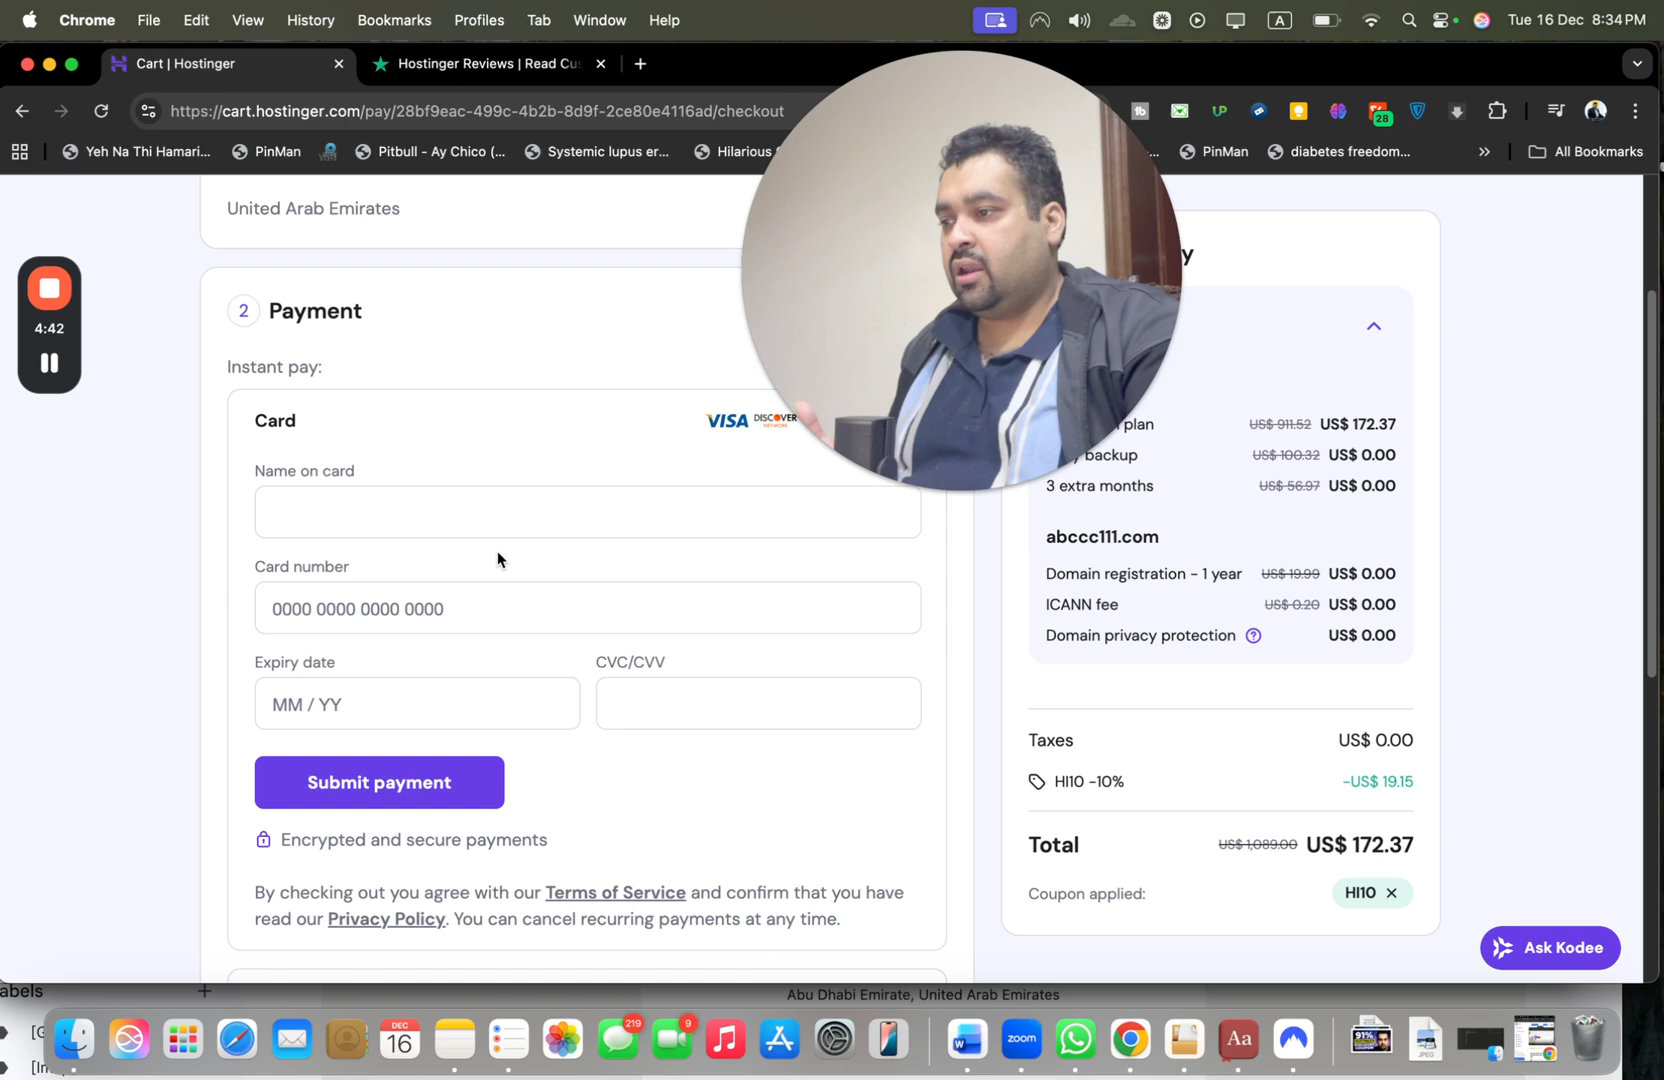 Chrome File Edit View History Bookmarks Profiles Tab Window Help
A
Tue 16 Dec 8:34 PM
Cart | Hostinger
Hostinger Reviews | Read Cu
https://cart.hostinger.com/pay/28bf9eac-499c-4b2b-8d9f-2ce80e4116ad/checkout
28
Yeh Na Thi Hamari...
PinMan
Pitbull - Ay Chico (...
Systemic lupus er...
Hilarious
PinMan
diabetes freedom...
All Bookmarks
United Arab Emirates
4:42
2 Payment
Instant pay:
Card
VISA DISCOVER
NETWORK
Name on card
Card number
0000 0000 0000 0000
Expiry date
CVC/CVV
MM / YY
Submit payment
Encrypted and secure payments
By checking out you agree with our Terms of Service and confirm that you have
read our Privacy Policy. You can cancel recurring payments at any time.
y
plan US$ 911.52 US$ 172.37
backup US$ 100.32 US$ 0.00
3 extra months US$ 56.97 US$ 0.00
abccc111.com
Domain registration - 1 year US$ 19.99 US$ 0.00
ICANN fee US$ 0.20 US$ 0.00
Domain privacy protection US$ 0.00
Taxes US$ 0.00
HI10 -10% -US$ 19.15
Total US$ 1,089.00 US$ 172.37
Coupon applied: HI10
Ask Kodee
abels
Abu Dhabi Emirate, United Arab Emirates
[G
[In
DEC
16
219
9
W
zoom
Aa
91%
JPEG